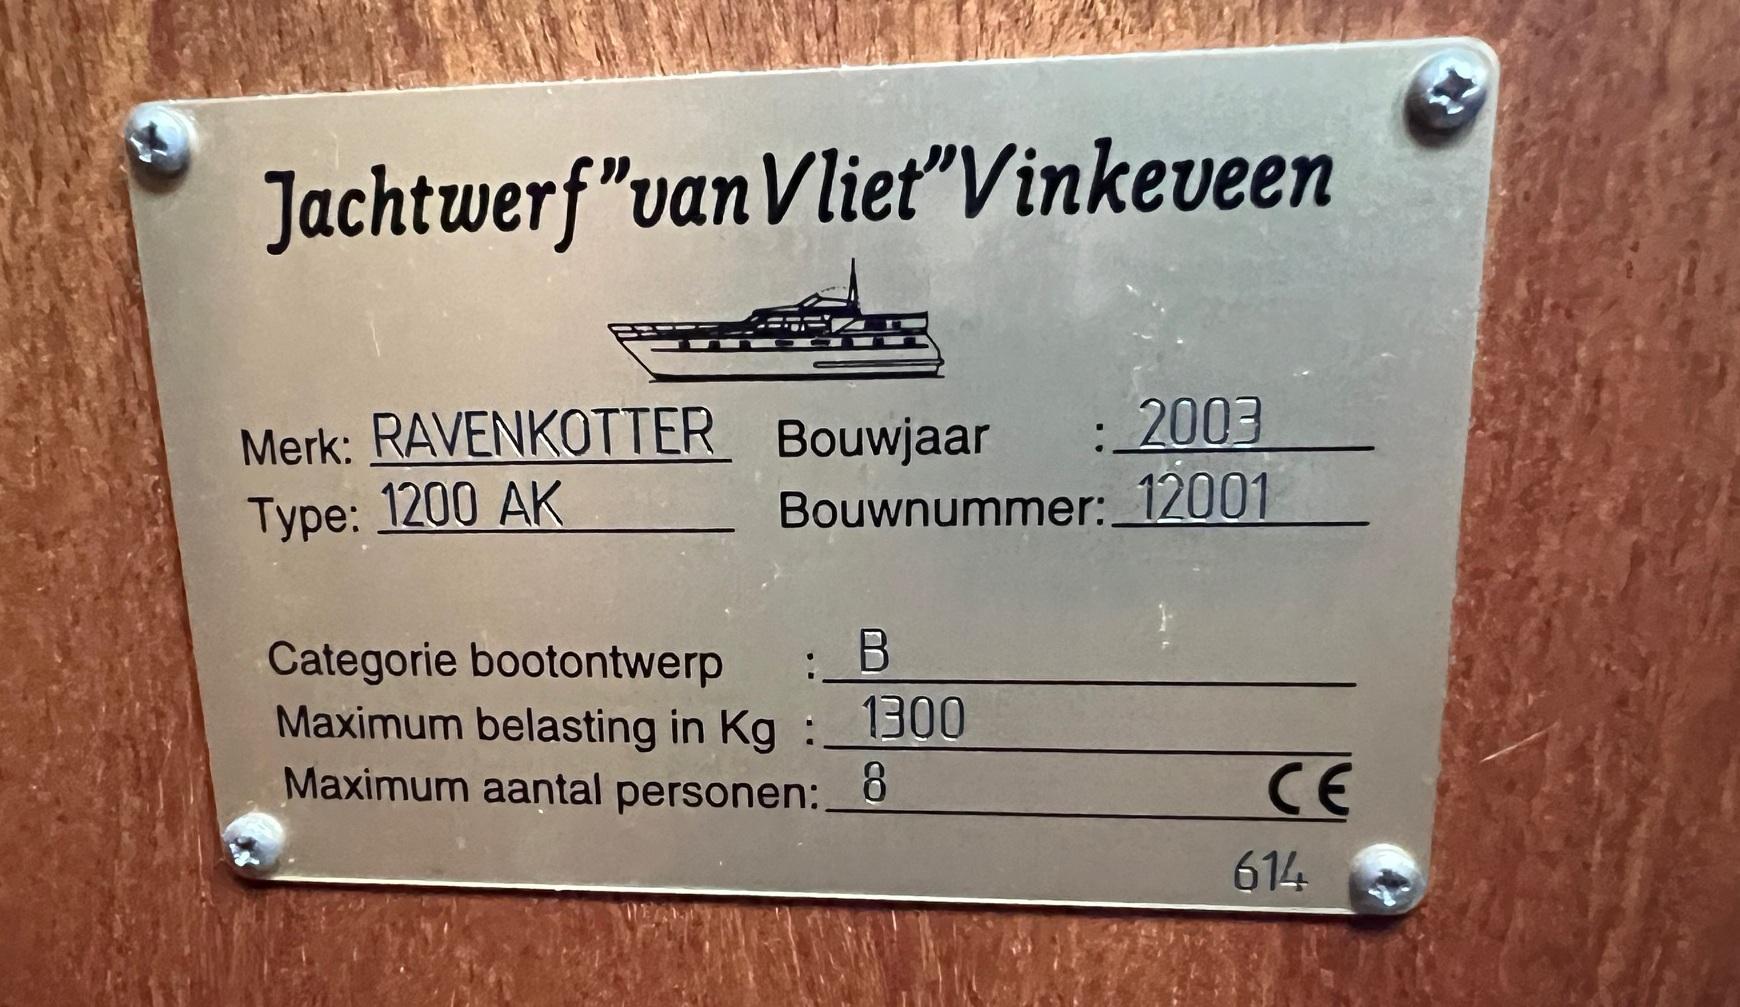 Jachtwerf "van Vliet" Vinkeveen
Merk: RAVENKOTTER Bouwjaar : 2003
Type: 1200 AK Bouwnummer: 12001
Categorie bootontwerp : B
Maximum belasting in Kg : 1300
Maximum aantal personen: 8 CE
614